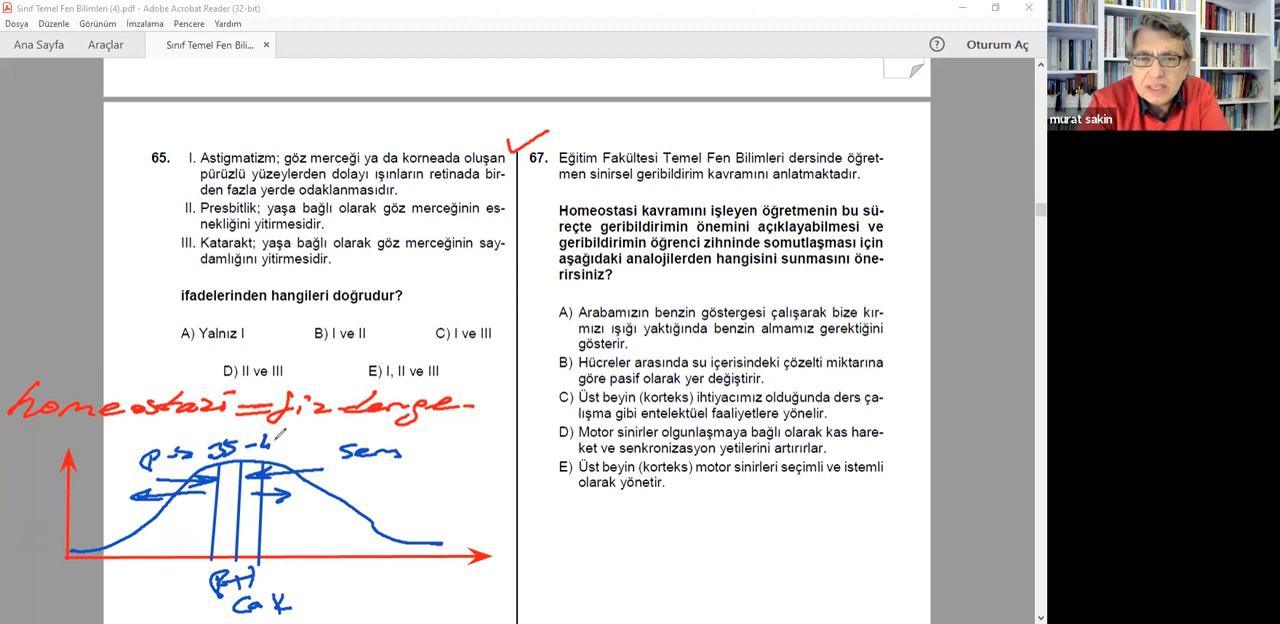 Sınıf Temel Fen Bilimleri (4).pdf - Adobe Acrobat Reader (32-bit)
Dosya Düzenle Görünüm İmzalama Pencere Yardım
Ana Sayfa Araçlar Sınıf Temel Fen Bili... × ? Oturum Aç
murat sakin
65. I. Astigmatizm; göz merceği ya da korneada oluşan
pürüzlü yüzeylerden dolayı ışınların retinada bir-
den fazla yerde odaklanmasıdır.
II. Presbitlik; yaşa bağlı olarak göz merceğinin es-
nekliğini yitirmesidir.
III. Katarakt; yaşa bağlı olarak göz merceğinin say-
damlığını yitirmesidir.
ifadelerinden hangileri doğrudur?
A) Yalnız I B) I ve II C) I ve III
D) II ve III E) I, II ve III
homeostazi = fiz denge
35-4
67. Eğitim Fakültesi Temel Fen Bilimleri dersinde öğret-
men sinirsel geribildirim kavramını anlatmaktadır.
Homeostasi kavramını işleyen öğretmenin bu sü-
reçte geribildirimin önemini açıklayabilmesi ve
geribildirimin öğrenci zihninde somutlaşması için
aşağıdaki analojilerden hangisini sunmasını öne-
rirsiniz?
A) Arabamızın benzin göstergesi çalışarak bize kır-
mızı ışığı yaktığında benzin almamız gerektiğini
gösterir.
B) Hücreler arasında su içerisindeki çözelti miktarına
göre pasif olarak yer değiştirir.
C) Üst beyin (korteks) ihtiyacımız olduğunda ders ça-
lışma gibi entelektüel faaliyetlere yönelir.
D) Motor sinirler olgunlaşmaya bağlı olarak kas hare-
ket ve senkronizasyon yetilerini artırırlar.
E) Üst beyin (korteks) motor sinirleri seçimli ve istemli
olarak yönetir.